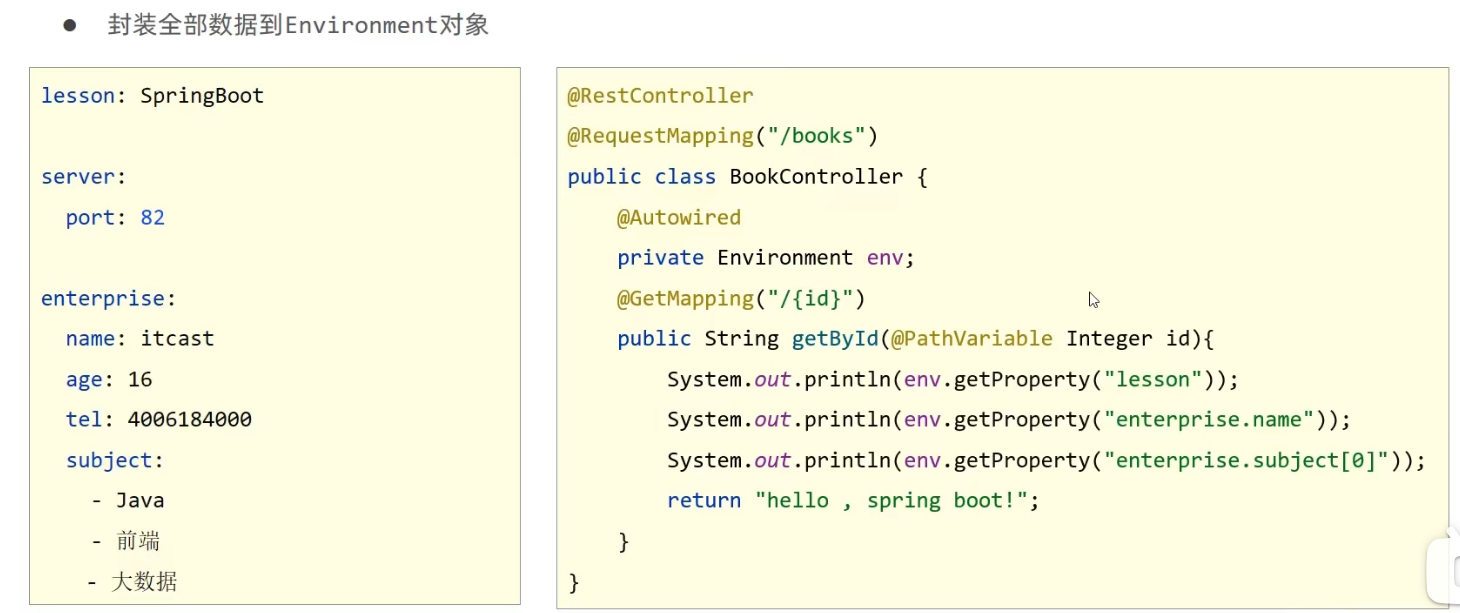 ● 封装全部数据到Environment对象
lesson: SpringBoot
server:
  port: 82
enterprise:
  name: itcast
  age: 16
  tel: 4006184000
  subject:
    - Java
    - 前端
    - 大数据
@RestController
@RequestMapping("/books")
public class BookController {
    @Autowired
    private Environment env;
    @GetMapping("/{id}")
    public String getById(@PathVariable Integer id){
        System.out.println(env.getProperty("lesson"));
        System.out.println(env.getProperty("enterprise.name"));
        System.out.println(env.getProperty("enterprise.subject[0]"));
        return "hello , spring boot!";
    }
}